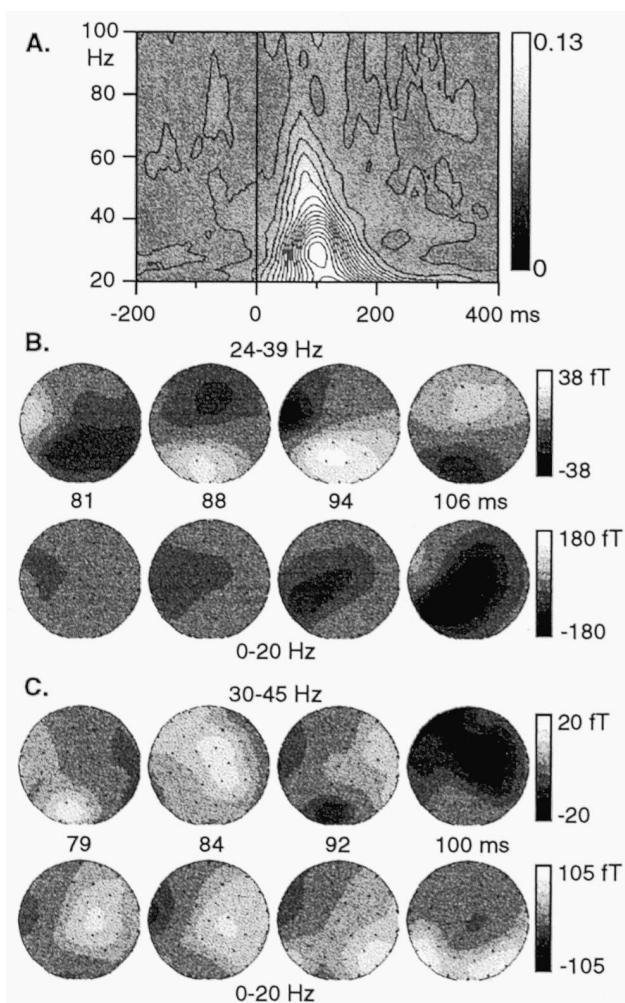 A.
100
Hz
80
60
40
20
-200 0 200 400 ms
0.13
0
B.
24-39 Hz
38 fT
-38
81 88 94 106 ms
180 fT
-180
0-20 Hz
C.
30-45 Hz
20 fT
-20
79 84 92 100 ms
105 fT
-105
0-20 Hz